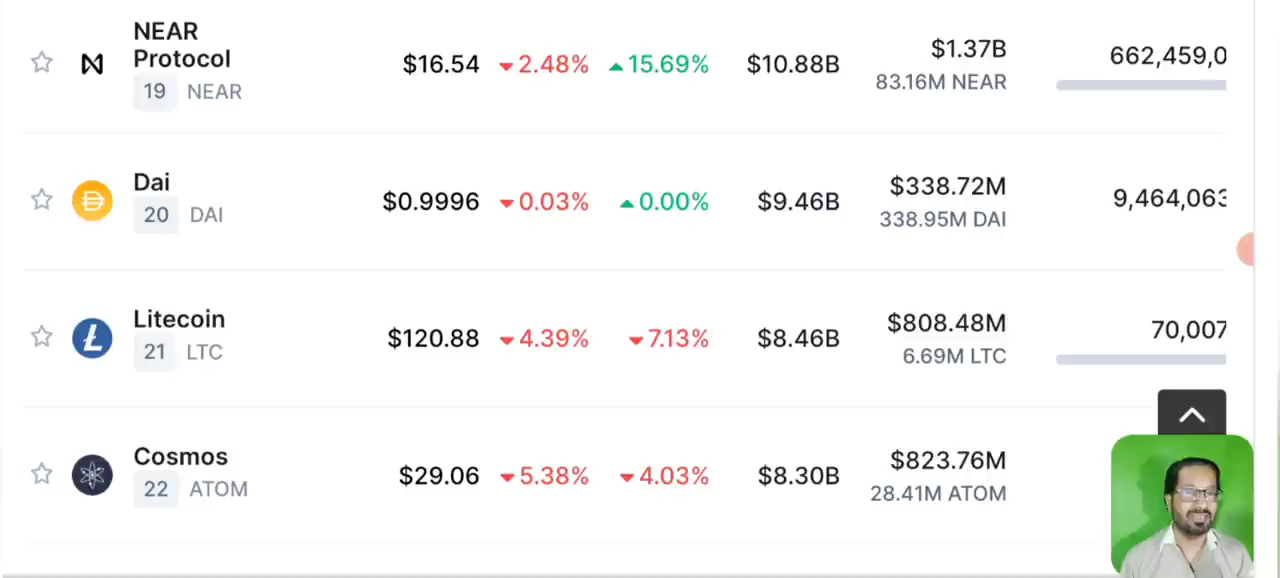 NEAR
Protocol
19 NEAR
$16.54 2.48% 15.69% $10.88B $1.37B
83.16M NEAR
662,459,0
Dai
20 DAI
$0.9996 0.03% 0.00% $9.46B $338.72M
338.95M DAI
9,464,063
Litecoin
21 LTC
$120.88 4.39% 7.13% $8.46B $808.48M
6.69M LTC
70,007
Cosmos
22 ATOM
$29.06 5.38% 4.03% $8.30B $823.76M
28.41M ATOM